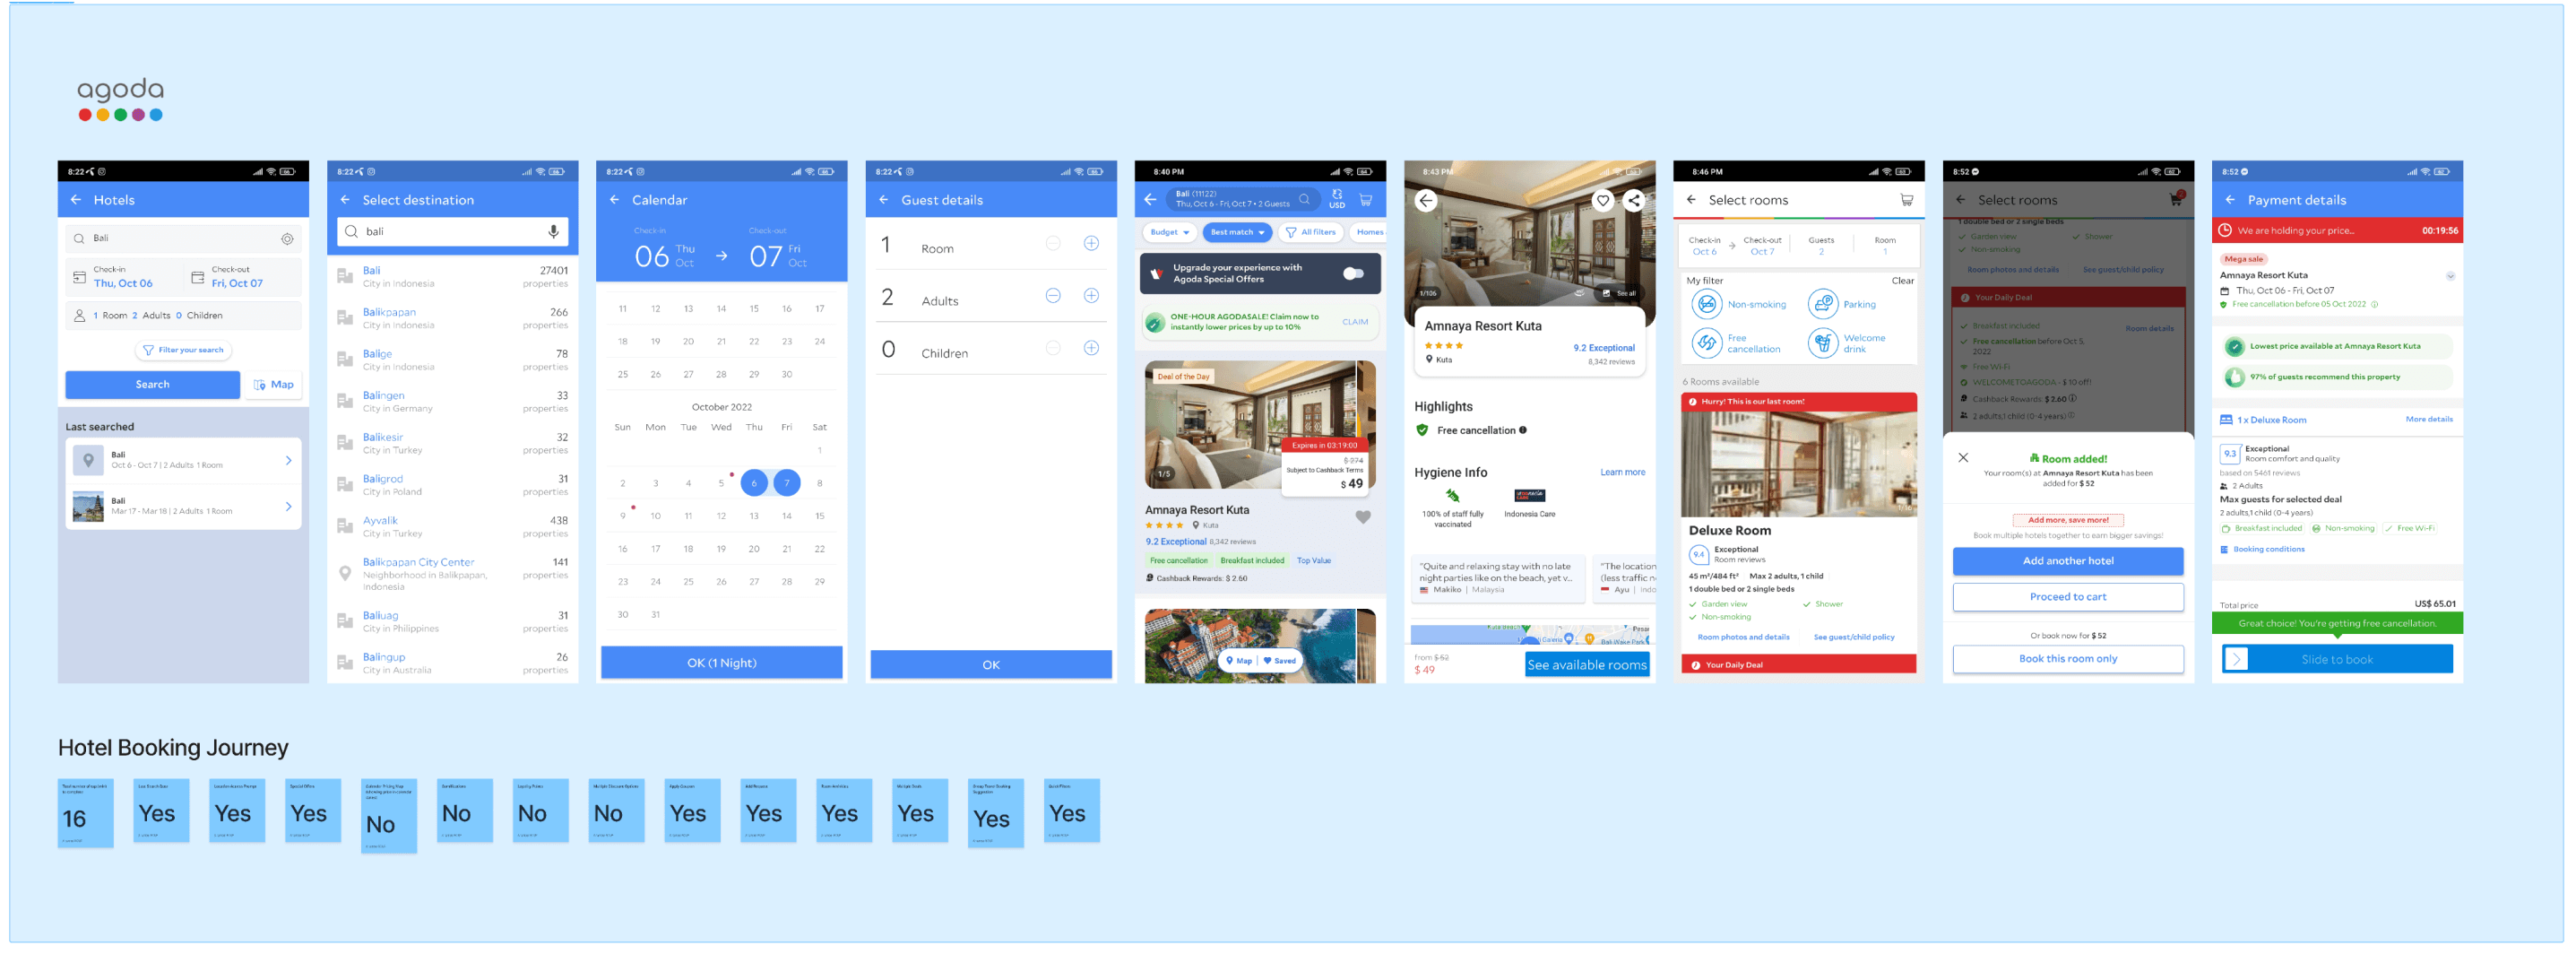 agoda
8:22
Hotels
Bali
Check-in
Thu, Oct 06
Check-out
Fri, Oct 07
1 Room 2 Adults 0 Children
Filter your search
Search
Map
Last searched
Bali
Oct 6 - Oct 7 | 2 Adults 1 Room
Bali
Mar 17 - Mar 18 | 2 Adults 1 Room
8:22
Select destination
bali
Bali 27401
City in Indonesia properties
Balikpapan 266
City in Indonesia properties
Balige 78
City in Indonesia properties
Balingen 33
City in Germany properties
Balikesir 32
City in Turkey properties
Baligrod 31
City in Poland properties
Ayvalik 438
City in Turkey properties
Balikpapan City Center 141
Neighborhood in Balikpapan, properties
Indonesia
Baliuag 31
City in Philippines properties
Balingup 26
City in Australia properties
8:22
Calendar
Check-in
06 Thu Oct
Check-out
07 Fri Oct
11 12 13 14 15 16 17
18 19 20 21 22 23 24
25 26 27 28 29 30
October 2022
Sun Mon Tue Wed Thu Fri Sat
1
2 3 4 5 6 7 8
9 10 11 12 13 14 15
16 17 18 19 20 21 22
23 24 25 26 27 28 29
30 31
OK (1 Night)
8:22
Guest details
1 Room
2 Adults
0 Children
OK
8:40 PM
Bali (11122)
Thu, Oct 6 - Fri, Oct 7 • 2 Guests
USD
Budget
Best match
All filters
Homes
Upgrade your experience with
Agoda Special Offers
ONE-HOUR AGODASALE! Claim now to
instantly lower prices by up to 10%
CLAIM
Deal of the Day
Expires in 03:19:00
$ 274
Subject to Cashback Terms
$ 49
1/5
Amnaya Resort Kuta
Kuta
9.2 Exceptional 8,342 reviews
Free cancellation Breakfast included Top Value
Cashback Rewards: $ 2.60
Map | Saved
8:43 PM
1/106
See all
Amnaya Resort Kuta
9.2 Exceptional
Kuta
8,342 reviews
Highlights
Free cancellation
Hygiene Info
Learn more
100% of staff fully
vaccinated
Indonesia Care
"Quite and relaxing stay with no late
night parties like on the beach, yet v...
Makiko | Malaysia
"The location
(less traffic n
Ayu | Indo
from $ 52
$ 49
See available rooms
8:46 PM
Select rooms
Check-in
Oct 6
Check-out
Oct 7
Guests
2
Room
1
My filter
Clear
Non-smoking
Parking
Free
cancellation
Welcome
drink
6 Rooms available
Hurry! This is our last room!
Deluxe Room
9.4
Exceptional
Room reviews
45 m²/484 ft² Max 2 adults, 1 child
1 double bed or 2 single beds
Garden view
Shower
Non-smoking
Room photos and details
See guest/child policy
Your Daily Deal
8:52
Select rooms
2
1 double bed or 2 single beds
Garden view
Shower
Non-smoking
Room photos and details
See guest/child policy
Your Daily Deal
Breakfast included
Room details
Free cancellation before Oct 5,
2022
Free Wi-Fi
WELCOMETOAGODA - $ 10 off!
Cashback Rewards: $ 2.60
2 adults,1 child (0-4 years)
Room added!
Your room(s) at Amnaya Resort Kuta has been
added for $ 52
Add more, save more!
Book multiple hotels together to earn bigger savings!
Add another hotel
Proceed to cart
Or book now for $ 52
Book this room only
8:52
Payment details
We are holding your price...
00:19:56
Mega sale
Amnaya Resort Kuta
Thu, Oct 06 - Fri, Oct 07
Free cancellation before 05 Oct 2022
Lowest price available at Amnaya Resort Kuta
97% of guests recommend this property
1 x Deluxe Room
More details
9.3
Exceptional
Room comfort and quality
based on 5461 reviews
2 Adults
Max guests for selected deal
2 adults,1 child (0-4 years)
Breakfast included
Non-smoking
Free Wi-Fi
Booking conditions
Total price
US$ 65.01
Great choice! You're getting free cancellation.
Slide to book
Hotel Booking Journey
16
Yes
Yes
Special Offers
Yes
No
No
Loyalty Points
No
No
Apply Coupon
Yes
Yes
Yes
Yes
Yes
Yes